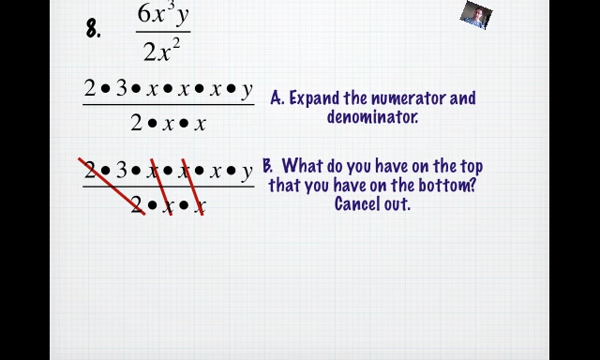 8.
6x³y
2x²
2•3•x•x•x•y
2•x•x
A. Expand the numerator and
denominator.
2•3•x•x•x•y
2•x•x
B. What do you have on the top
that you have on the bottom?
Cancel out.